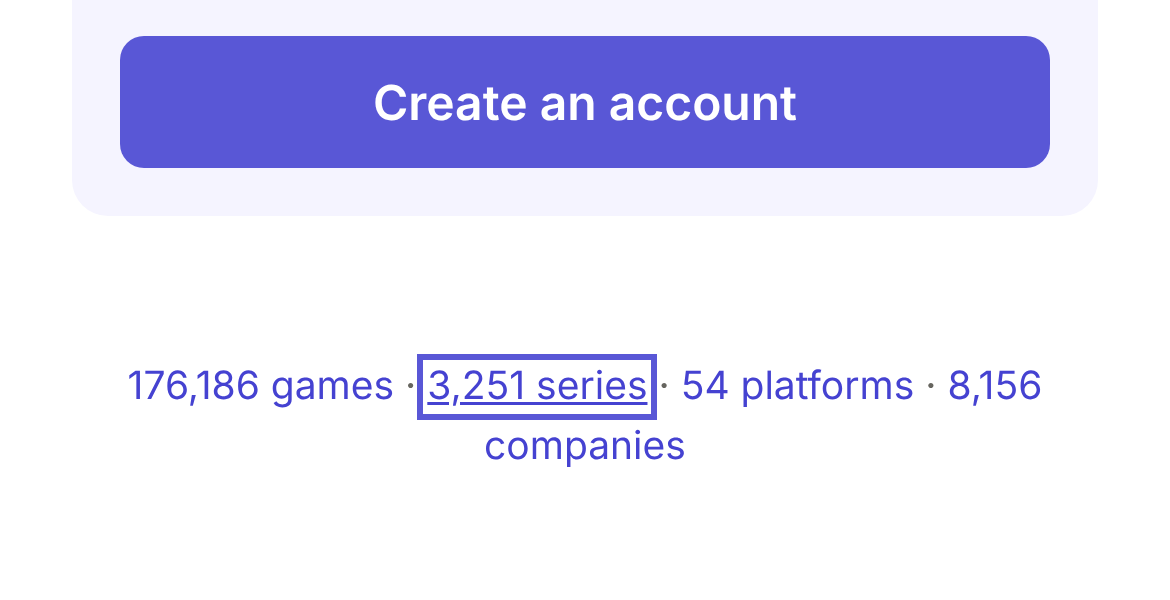 Create an account
176,186 games · 3,251 series · 54 platforms · 8,156
companies